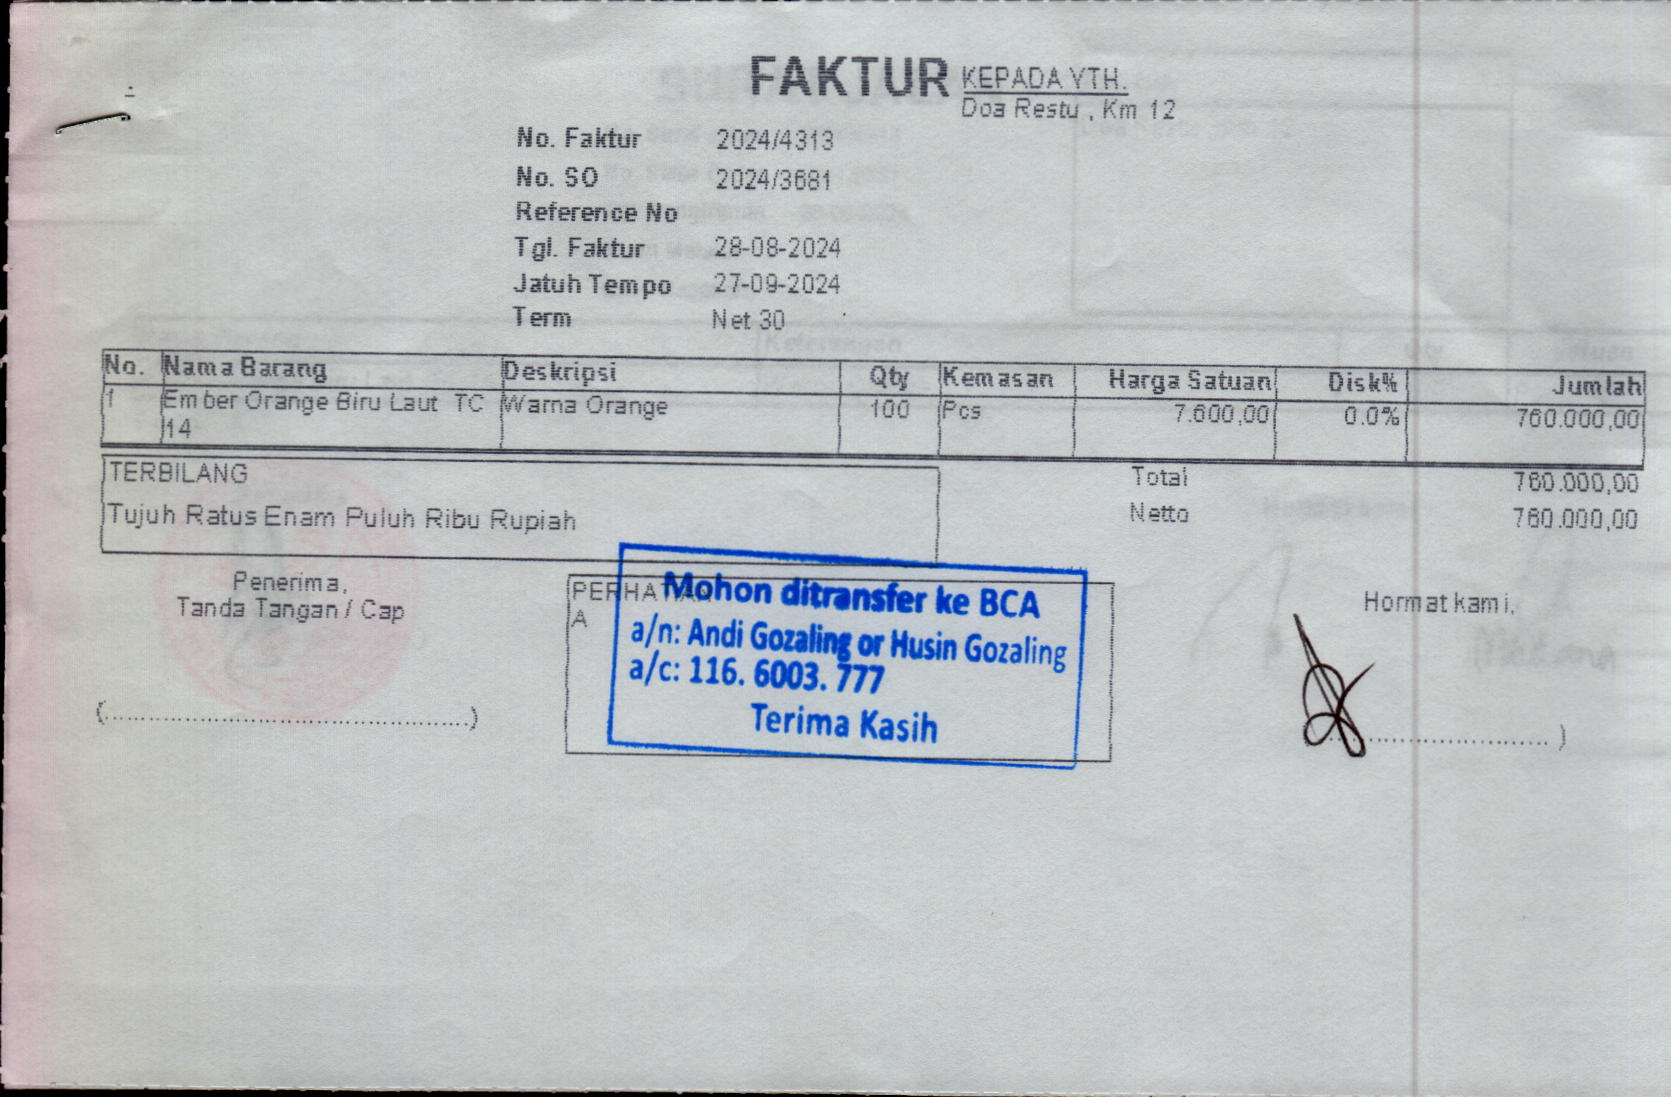 FAKTUR
KEPADA YTH.
Doa Restu , Km 12
No. Faktur 2024/4313
No. SO 2024/3681
Reference No
Tgl. Faktur 28-08-2024
Jatuh Tempo 27-09-2024
Term Net 30
No. Nama Barang Deskripsi Qty Kemasan Harga Satuan Disk% Jumlah
1 Ember Orange Biru Laut TC Warna Orange 100 Pcs 7.600,00 0.0% 760.000,00
14
TERBILANG
Tujuh Ratus Enam Puluh Ribu Rupiah
Total 760.000,00
Netto 760.000,00
Penerima,
Tanda Tangan / Cap
(..........................................)
PERHATIAN
A
Mohon ditransfer ke BCA
a/n: Andi Gozaling or Husin Gozaling
a/c: 116. 6003. 777
Terima Kasih
Hormat kami,
.......................... )